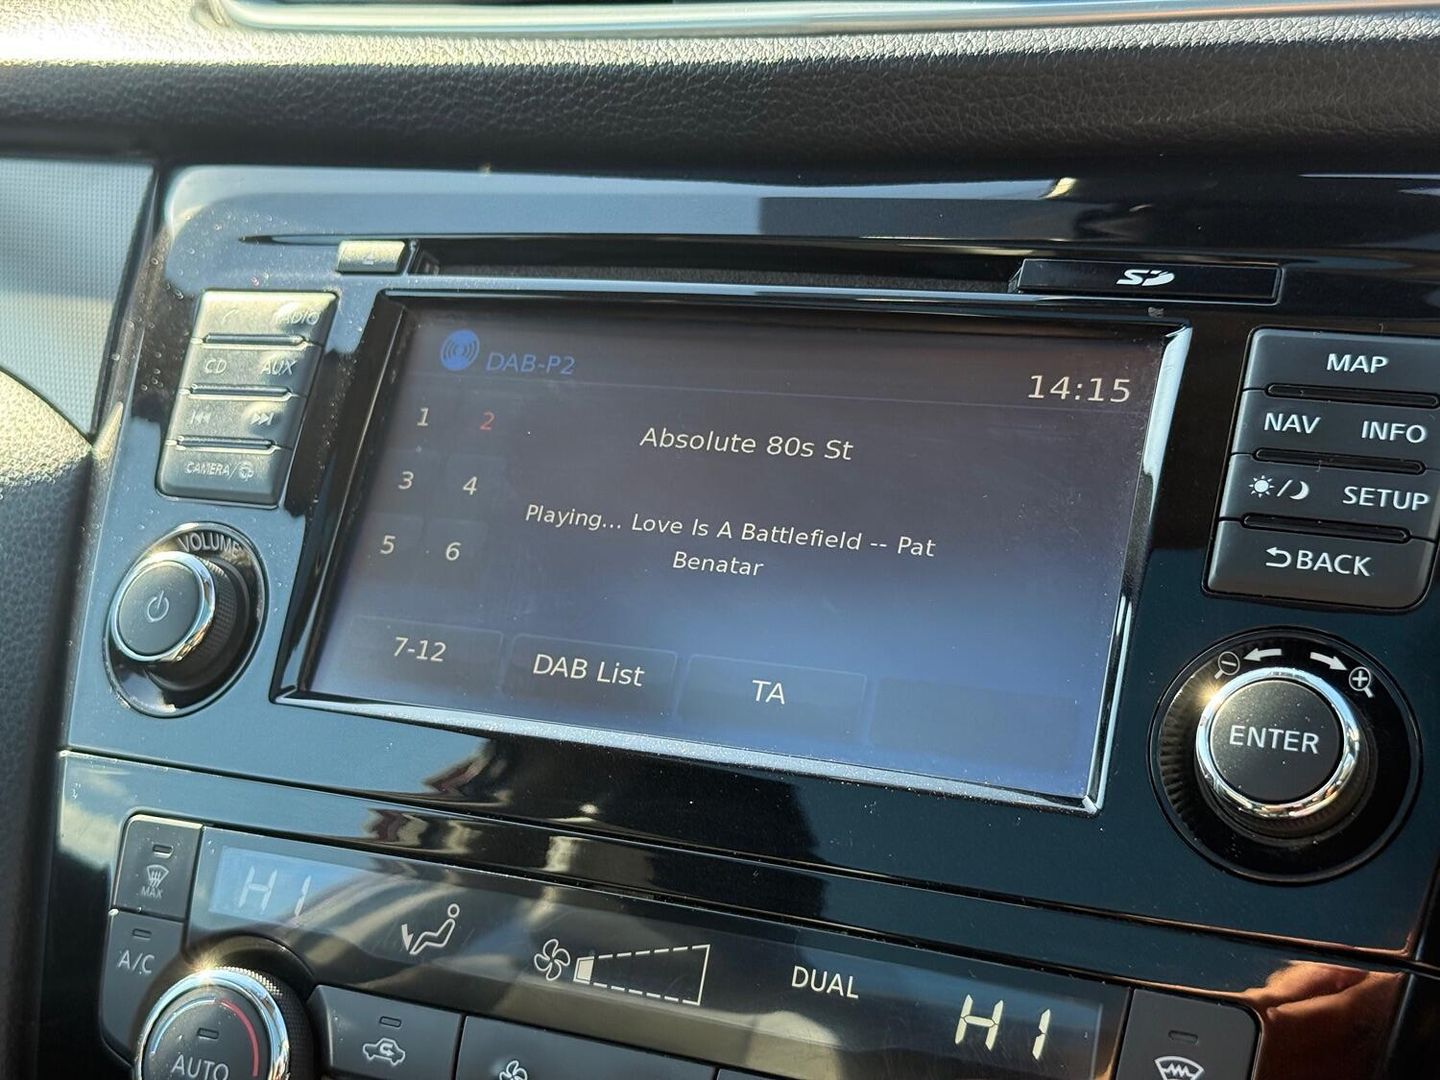 SD
RADIO
CD AUX
CAMERA/
VOLUME
DAB-P2
14:15
1 2
3 4
5 6
Absolute 80s St
Playing... Love Is A Battlefield -- Pat
Benatar
7-12
DAB List
TA
MAP
NAV INFO
SETUP
BACK
ENTER
MAX
A/C
HI
DUAL
HI
AUTO